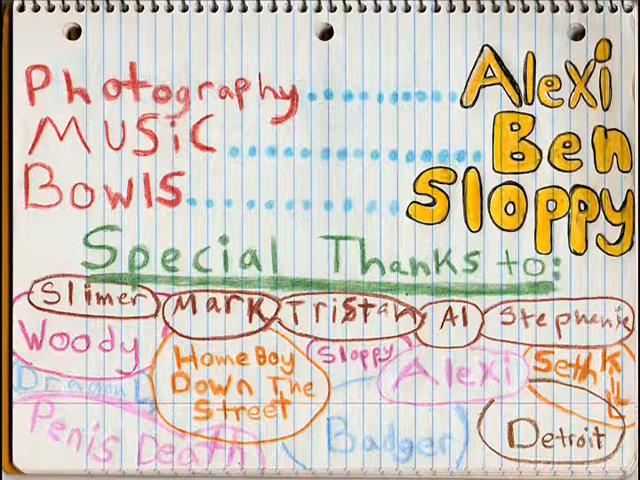 Photography..........Alexi
MUSiC..........Ben
Bowls..........Sloppy
Special Thanks to:
Slimer Mark Tristan Al Stephanie
Woody Home Boy Down The Street Sloppy Alexi Seth K
Dragon
Penis Death Badger Detroit